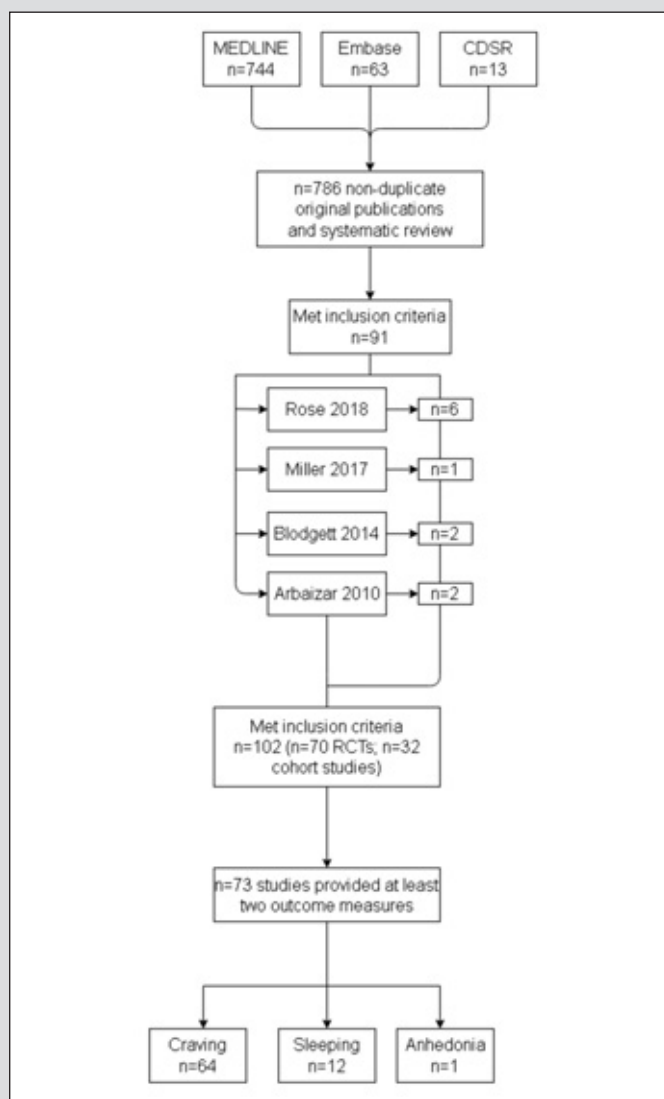 MEDLINE
n=744
Embase
n=63
CDSR
n=13
n=786 non-duplicate
original publications
and systematic review
Met inclusion criteria
n=91
Rose 2018
n=6
Miller 2017
n=1
Blodgett 2014
n=2
Arbaizar 2010
n=2
Met inclusion criteria
n=102 (n=70 RCTs; n=32
cohort studies)
n=73 studies provided at least
two outcome measures
Craving
n=64
Sleeping
n=12
Anhedonia
n=1